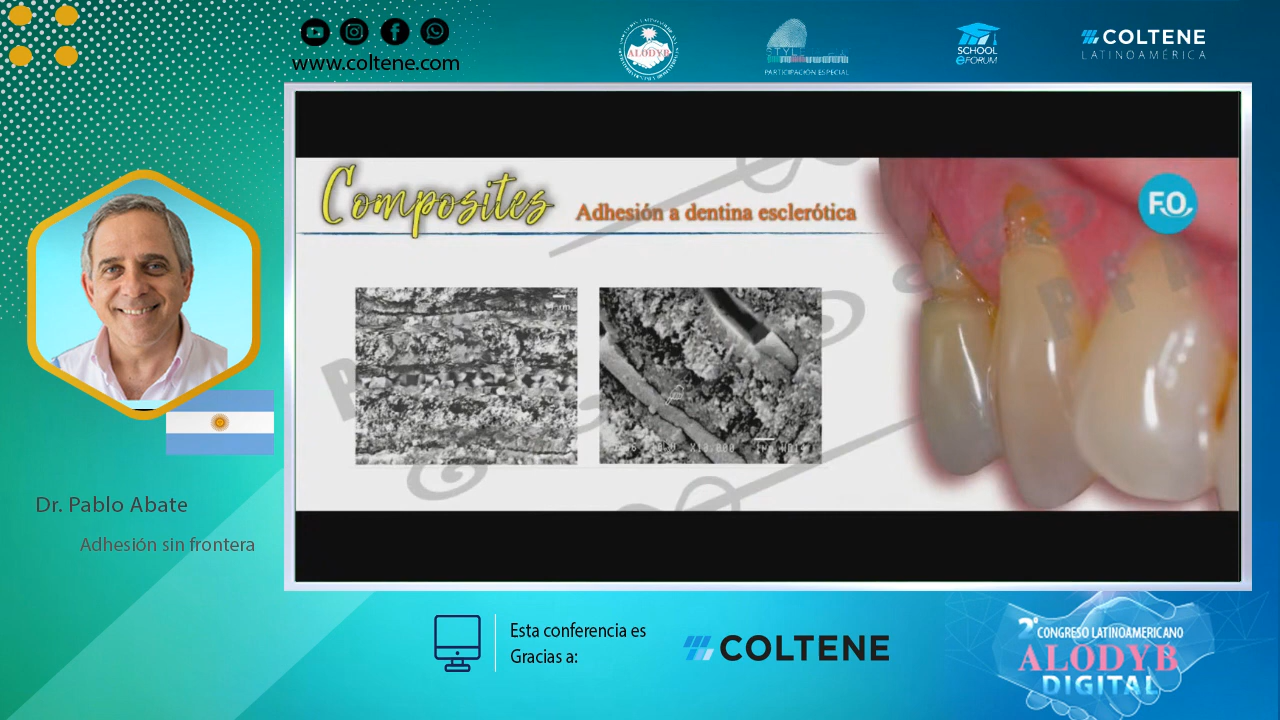 www.coltene.com
ALODYB
STYLE
PARTICIPACIÓN ESPECIAL
SCHOOL
eFORUM
COLTENE
LATINOAMÉRICA
Composites
Adhesión a dentina esclerótica
F.O.
Dr. Pablo Abate
Adhesión sin frontera
Esta conferencia es
Gracias a:
COLTENE
2° CONGRESO LATINOAMERICANO
ALODYB
DIGITAL